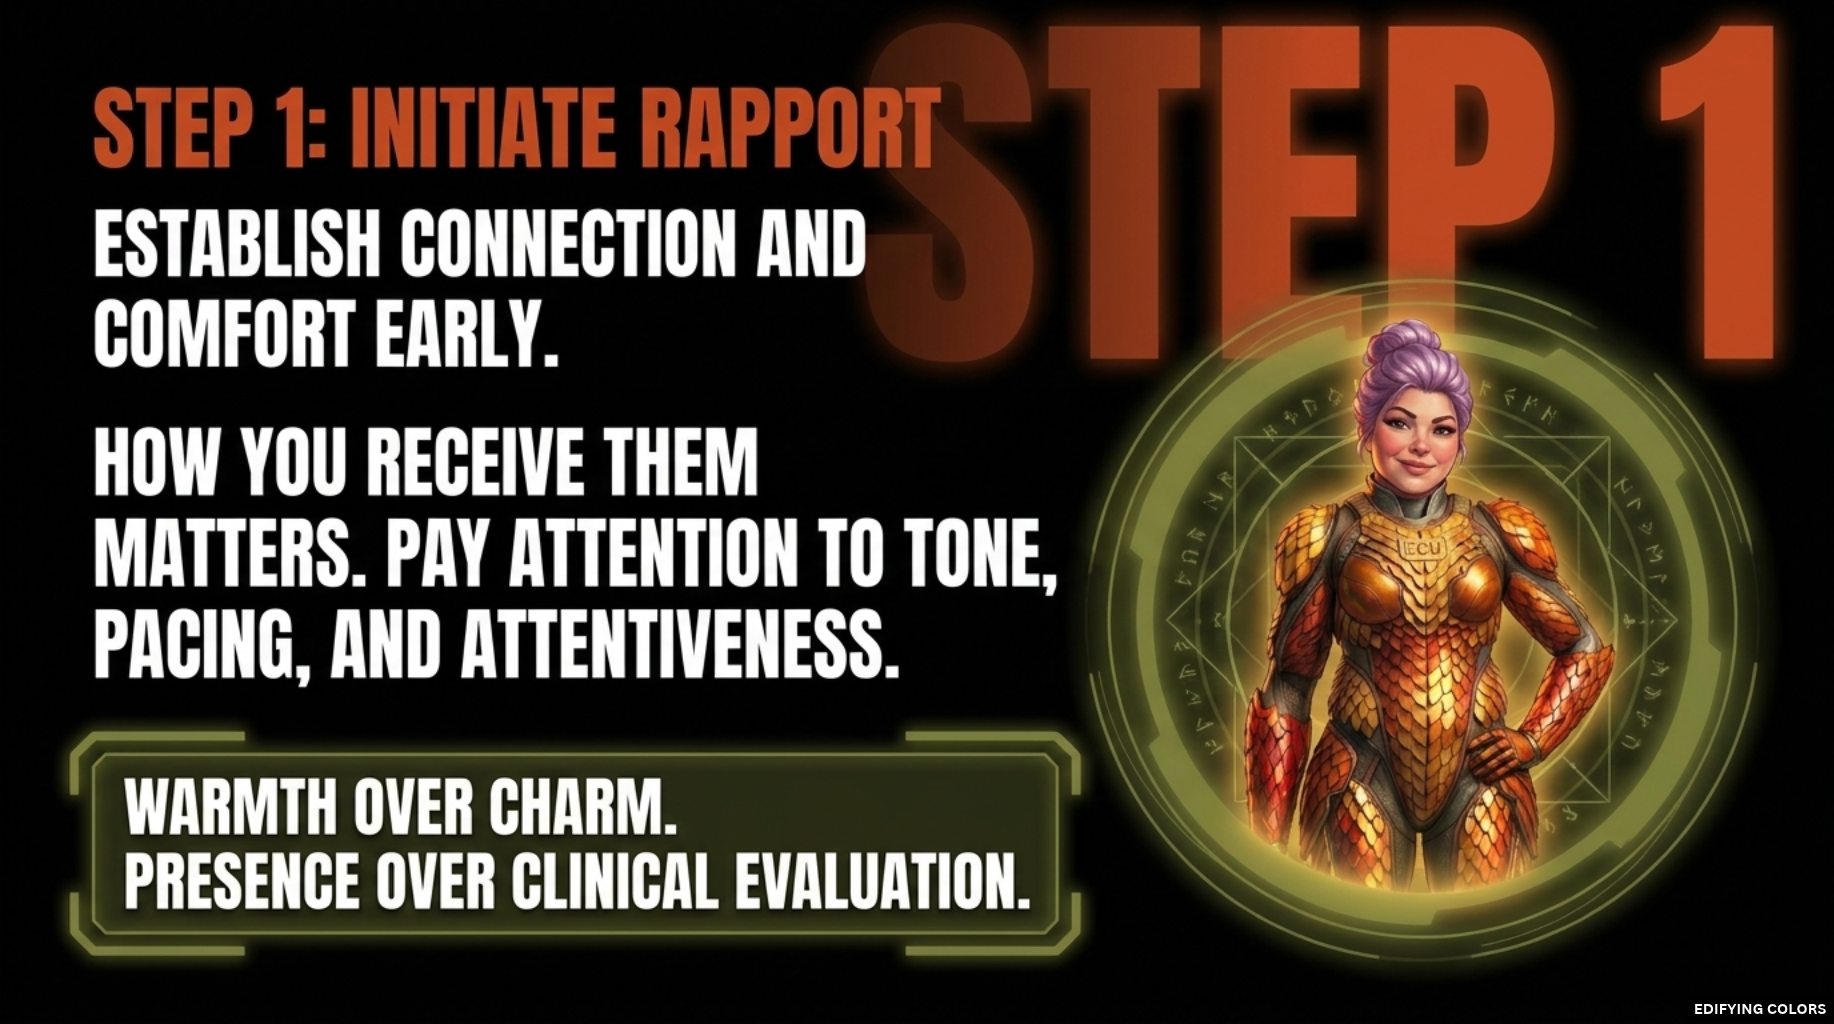 STEP 1
STEP 1: INITIATE RAPPORT
ESTABLISH CONNECTION AND
COMFORT EARLY.
HOW YOU RECEIVE THEM
MATTERS. PAY ATTENTION TO TONE,
PACING, AND ATTENTIVENESS.
WARMTH OVER CHARM.
PRESENCE OVER CLINICAL EVALUATION.
ECU
EDIFYING COLORS